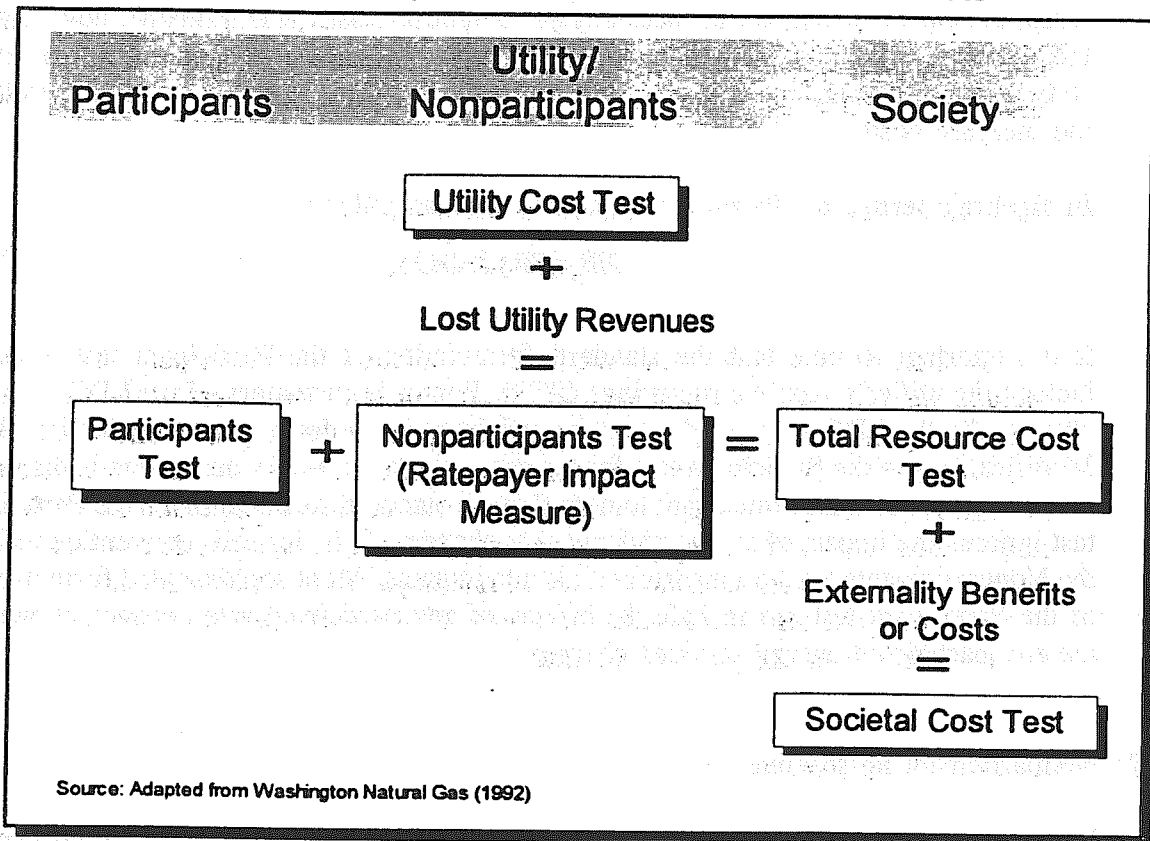 Utility/
Participants Nonparticipants Society
Utility Cost Test
+
Lost Utility Revenues
=
Participants
Test
+
Nonparticipants Test
(Ratepayer Impact
Measure)
=
Total Resource Cost
Test
+
Externality Benefits
or Costs
=
Societal Cost Test
Source: Adapted from Washington Natural Gas (1992)